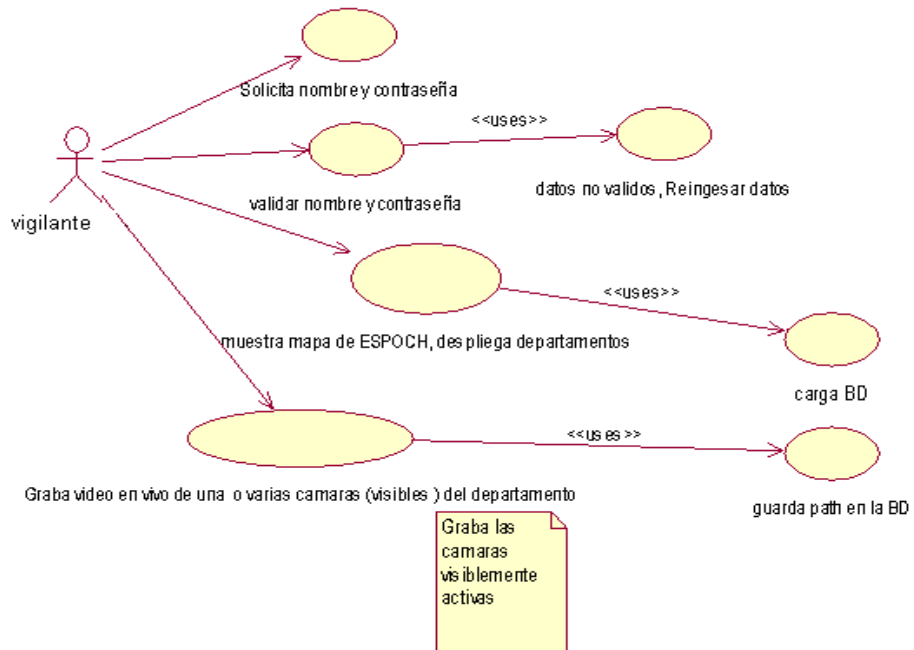 Solicita nombre y contraseña
<<uses>>
datos no validos, Reingesar datos
validar nombre y contraseña
vigilante
<<uses>>
muestra mapa de ESPOCH, despliega departamentos
carga BD
<<uses>>
Graba video en vivo de una o varias camaras (visibles ) del departamento
guarda path en la BD
Graba las
camaras
visiblemente
activas